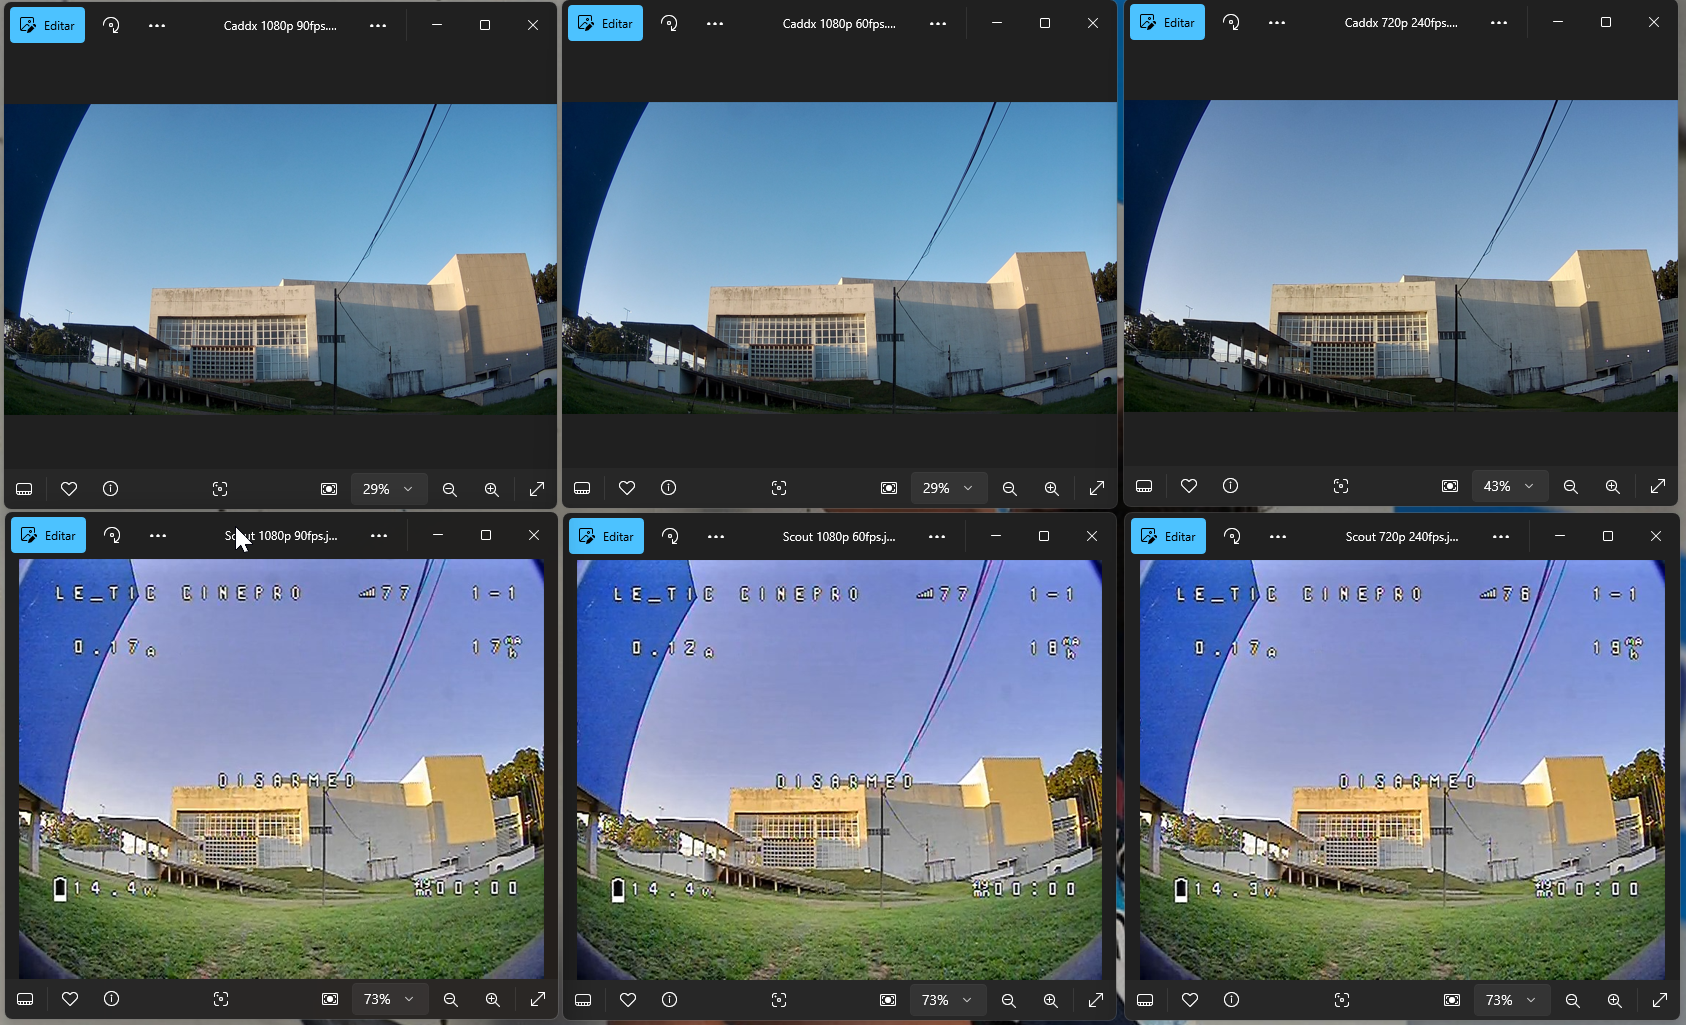 Editar
Caddx 1080p 90fps....
Editar
Caddx 1080p 60fps....
Editar
Caddx 720p 240fps....
29%
29%
43%
Editar
Scout 1080p 90fps.j...
Editar
Scout 1080p 60fps.j...
Editar
Scout 720p 240fps.j...
LE_TIC CINEPRO 77 1-1
0.17A 17 MAh
DISARMED
14.4v 00:00
LE_TIC CINEPRO 77 1-1
0.12A 18 MAh
DISARMED
14.4v 00:00
LE_TIC CINEPRO 76 1-1
0.17A 19 MAh
DISARMED
14.3v 00:00
73%
73%
73%